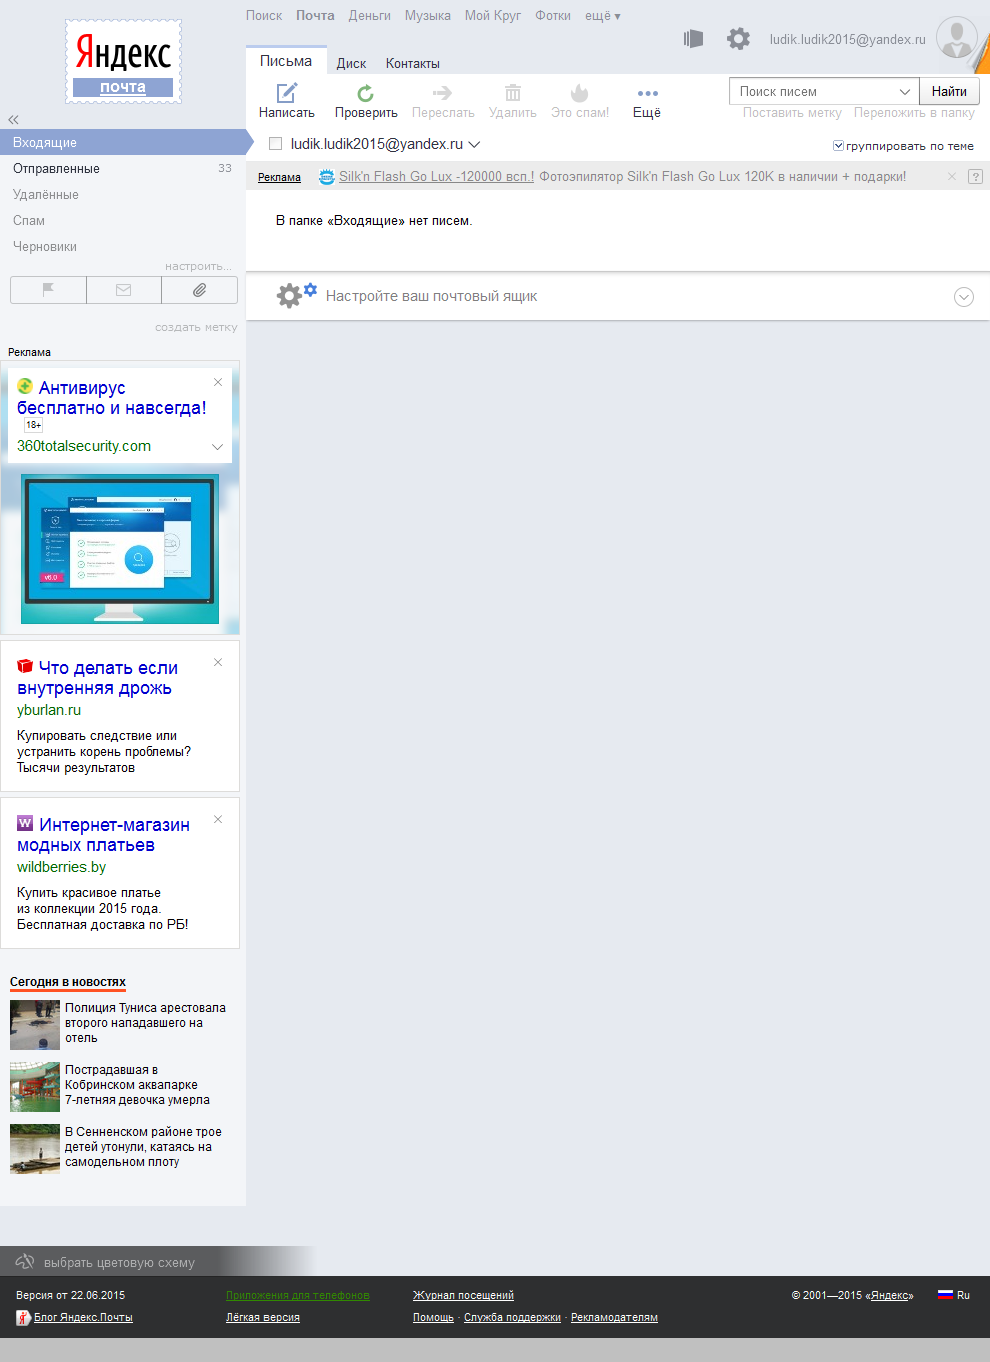 Поиск Почта Деньги Музыка Мой Круг Фотки ещё ▾
Яндекс
почта
ludik.ludik2015@yandex.ru
Письма Диск Контакты
Написать Проверить Переслать Удалить Это спам! Ещё
Поиск писем Найти
Поставить метку Переложить в папку
Входящие
Отправленные 33
Удалённые
Спам
Черновики
настроить...
создать метку
ludik.ludik2015@yandex.ru
группировать по теме
Реклама Silk'n Flash Go Lux -120000 всп.! Фотоэпилятор Silk'n Flash Go Lux 120K в наличии + подарки!
В папке «Входящие» нет писем.
Настройте ваш почтовый ящик
Реклама
Антивирус
бесплатно и навсегда!
18+
360totalsecurity.com
v6.0
Что делать если
внутренняя дрожь
yburlan.ru
Купировать следствие или
устранить корень проблемы?
Тысячи результатов
W Интернет-магазин
модных платьев
wildberries.by
Купить красивое платье
из коллекции 2015 года.
Бесплатная доставка по РБ!
Сегодня в новостях
Полиция Туниса арестовала
второго нападавшего на
отель
Пострадавшая в
Кобринском аквапарке
7-летняя девочка умерла
В Сенненском районе трое
детей утонули, катаясь на
самодельном плоту
выбрать цветовую схему
Версия от 22.06.2015 Приложения для телефонов Журнал посещений © 2001—2015 «Яндекс» Ru
Блог Яндекс.Почты Лёгкая версия Помощь · Служба поддержки · Рекламодателям